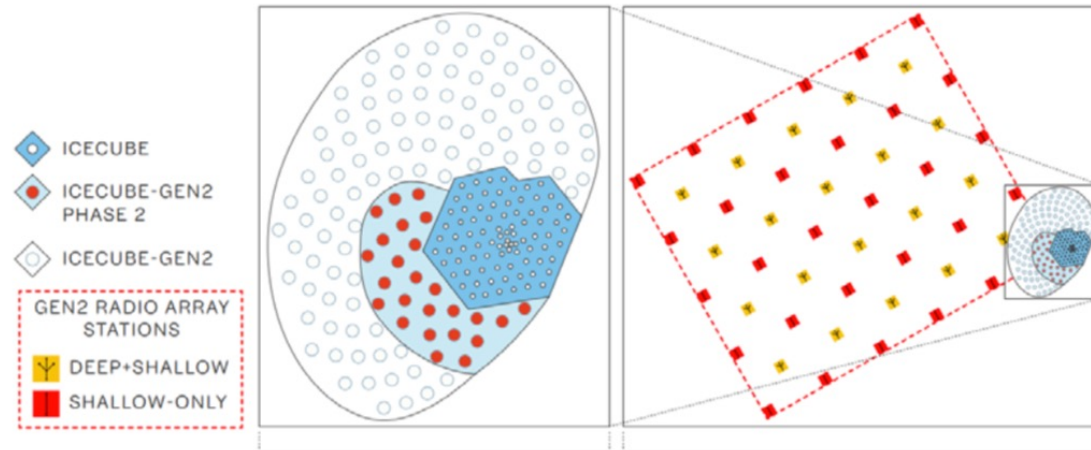 ICECUBE
ICECUBE-GEN2
PHASE 2
ICECUBE-GEN2
GEN2 RADIO ARRAY
STATIONS
DEEP+SHALLOW
SHALLOW-ONLY